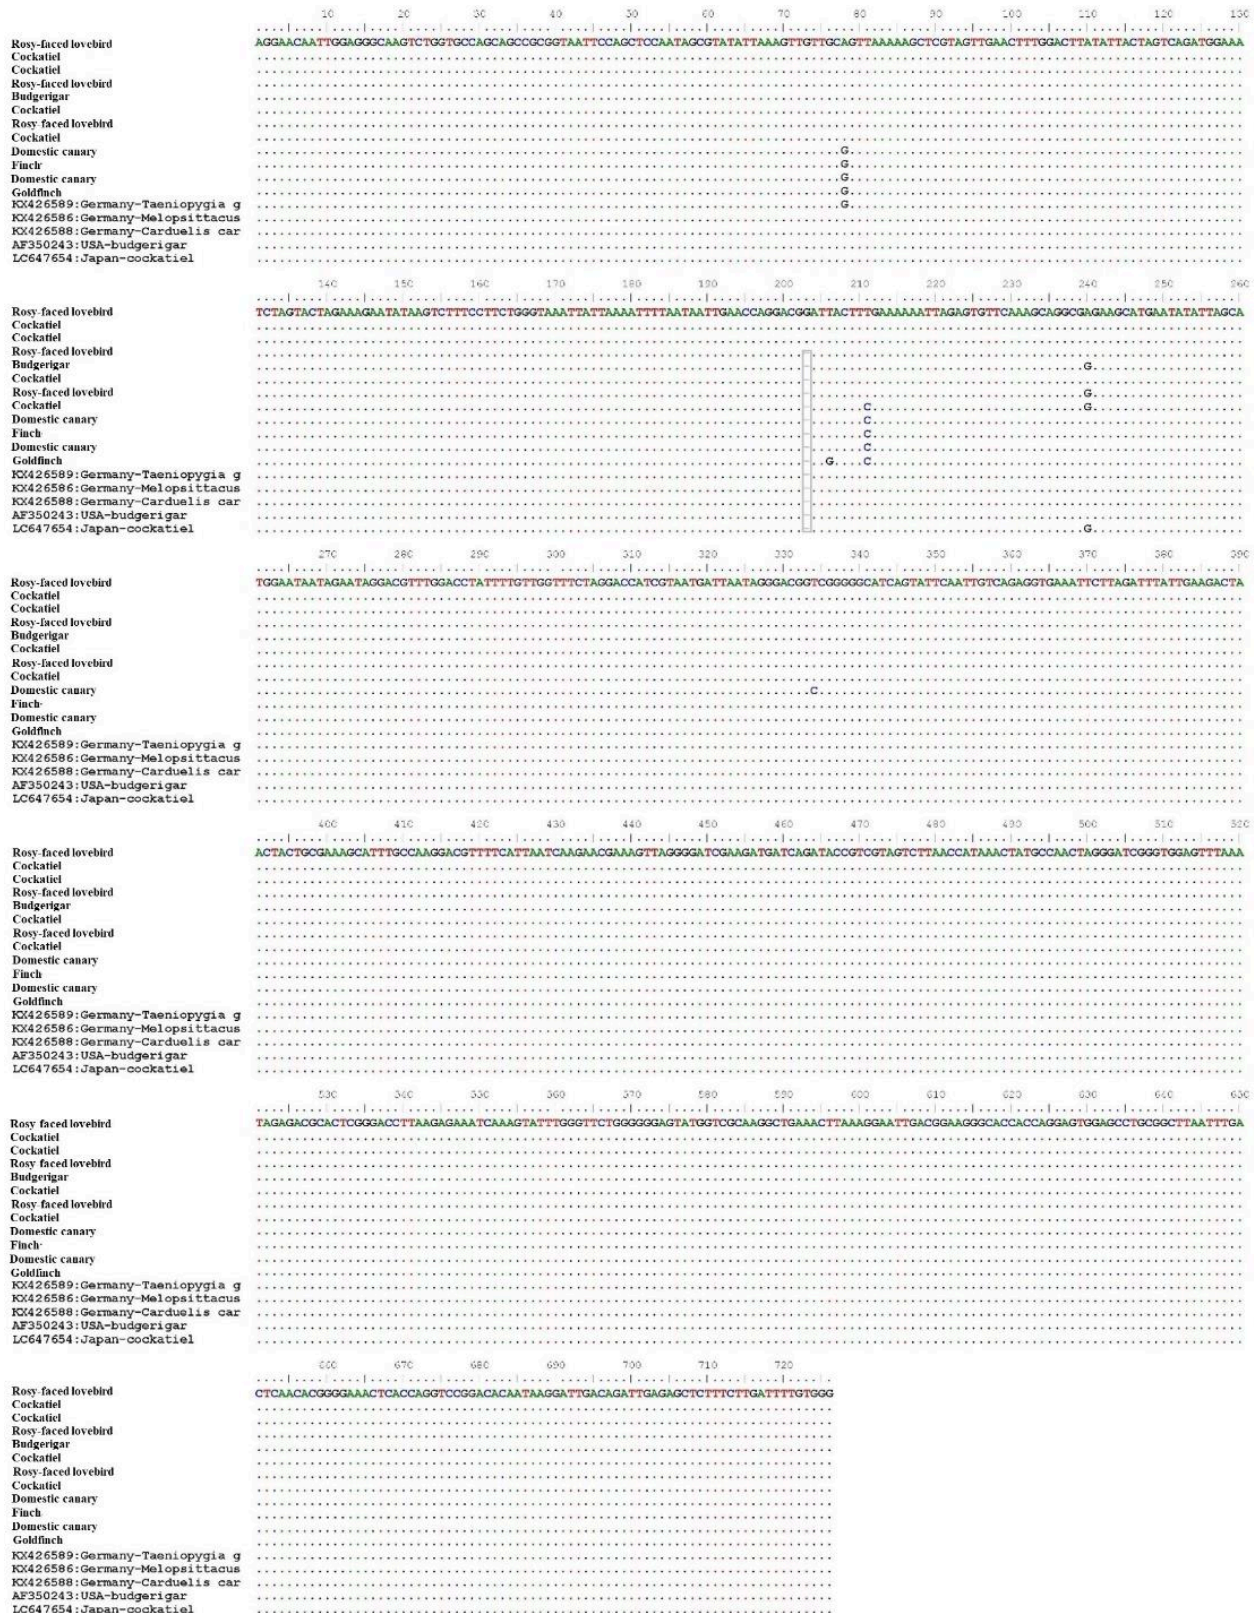 10 20 30 40 50 60 70 80 90 100 110 120 130
Rosy-faced lovebird AGGAACAATTGGAGGGCAAGTCTGGTGCCAGCAGCCGCGGTAATTCCAGCTCCAATAGCGTATATTAAAGTTGTTGCAGTTAAAAAGCTCGTAGTTGAACTTTGGACTTATATTACTAGTCAGATGGAAA
Cockatiel
Cockatiel
Rosy-faced lovebird
Budgerigar
Cockatiel
Rosy-faced lovebird
Cockatiel
Domestic canary G
Finch G
Domestic canary G
Goldfinch G
KX426589:Germany-Taeniopygia g G
KX426586:Germany-Melopsittacus
KX426588:Germany-Carduelis car
AF350243:USA-budgerigar
LC647654:Japan-cockatiel
140 150 160 170 180 190 200 210 220 230 240 250 260
Rosy-faced lovebird TCTAGTACTAGAAAGAATATAAGTCTTTCCTTCTGGGTAAATTATTAAAATTTTAATAATTGAACCAGGACGGATTACTTTGAAAAAATTAGAGTGTTCAAAGCAGGCGAGAAGCATGAATATATTAGCA
Cockatiel
Cockatiel
Rosy-faced lovebird
Budgerigar G
Cockatiel
Rosy-faced lovebird G
Cockatiel C G
Domestic canary C
Finch C
Domestic canary C
Goldfinch G C
KX426589:Germany-Taeniopygia g
KX426586:Germany-Melopsittacus
KX426588:Germany-Carduelis car
AF350243:USA-budgerigar
LC647654:Japan-cockatiel G
270 280 290 300 310 320 330 340 350 360 370 380 390
Rosy-faced lovebird TGGAATAATAGAATAGGACGTTTGGACCTATTTTGTTGGTTTCTAGGACCATCGTAATGATTAATAGGGACGGTCGGGGGCATCAGTATTCAATTGTCAGAGGTGAAATTCTTAGATTTATTGAAGACTA
Cockatiel
Cockatiel
Rosy-faced lovebird
Budgerigar
Cockatiel
Rosy-faced lovebird
Cockatiel
Domestic canary C
Finch
Domestic canary
Goldfinch
KX426589:Germany-Taeniopygia g
KX426586:Germany-Melopsittacus
KX426588:Germany-Carduelis car
AF350243:USA-budgerigar
LC647654:Japan-cockatiel
400 410 420 430 440 450 460 470 480 490 500 510 520
Rosy-faced lovebird ACTACTGCGAAAGCATTTGCCAAGGACGTTTTCATTAATCAAGAACGAAAGTTAGGGGATCGAAGATGATCAGATACCGTCGTAGTCTTAACCATAAACTATGCCAACTAGGGATCGGGTGGAGTTTAAA
Cockatiel
Cockatiel
Rosy-faced lovebird
Budgerigar
Cockatiel
Rosy-faced lovebird
Cockatiel
Domestic canary
Finch
Domestic canary
Goldfinch
KX426589:Germany-Taeniopygia g
KX426586:Germany-Melopsittacus
KX426588:Germany-Carduelis car
AF350243:USA-budgerigar
LC647654:Japan-cockatiel
530 540 550 560 570 580 590 600 610 620 630 640 650
Rosy faced lovebird TAGAGACGCACTCGGGACCTTAAGAGAAATCAAAGTATTTGGGTTCTGGGGGGAGTATGGTCGCAAGGCTGAAACTTAAAGGAATTGACGGAAGGGCACCACCAGGAGTGGAGCCTGCGGCTTAATTTGA
Cockatiel
Cockatiel
Rosy faced lovebird
Budgerigar
Cockatiel
Rosy-faced lovebird
Cockatiel
Domestic canary
Finch
Domestic canary
Goldfinch
KX426589:Germany-Taeniopygia g
KX426586:Germany-Melopsittacus
KX426588:Germany-Carduelis car
AF350243:USA-budgerigar
LC647654:Japan-cockatiel
660 670 680 690 700 710 720
Rosy-faced lovebird CTCAACACGGGGAAACTCACCAGGTCCGGACACAATAAGGATTGACAGATTGAGAGCTCTTTCTTGATTTTGTGGG
Cockatiel
Cockatiel
Rosy-faced lovebird
Budgerigar
Cockatiel
Rosy-faced lovebird
Cockatiel
Domestic canary
Finch
Domestic canary
Goldfinch
KX426589:Germany-Taeniopygia g
KX426586:Germany-Melopsittacus
KX426588:Germany-Carduelis car
AF350243:USA-budgerigar
LC647654:Japan-cockatiel